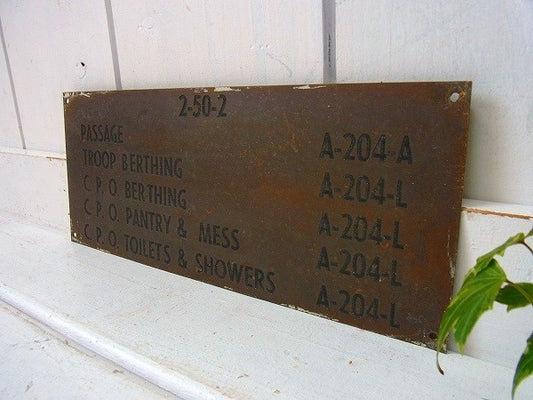 2-50-2
PASSAGE A-204-A
TROOP BERTHING A-204-L
C.P.O. BERTHING A-204-L
C.P.O. PANTRY & MESS A-204-L
C.P.O. TOILETS & SHOWERS A-204-L